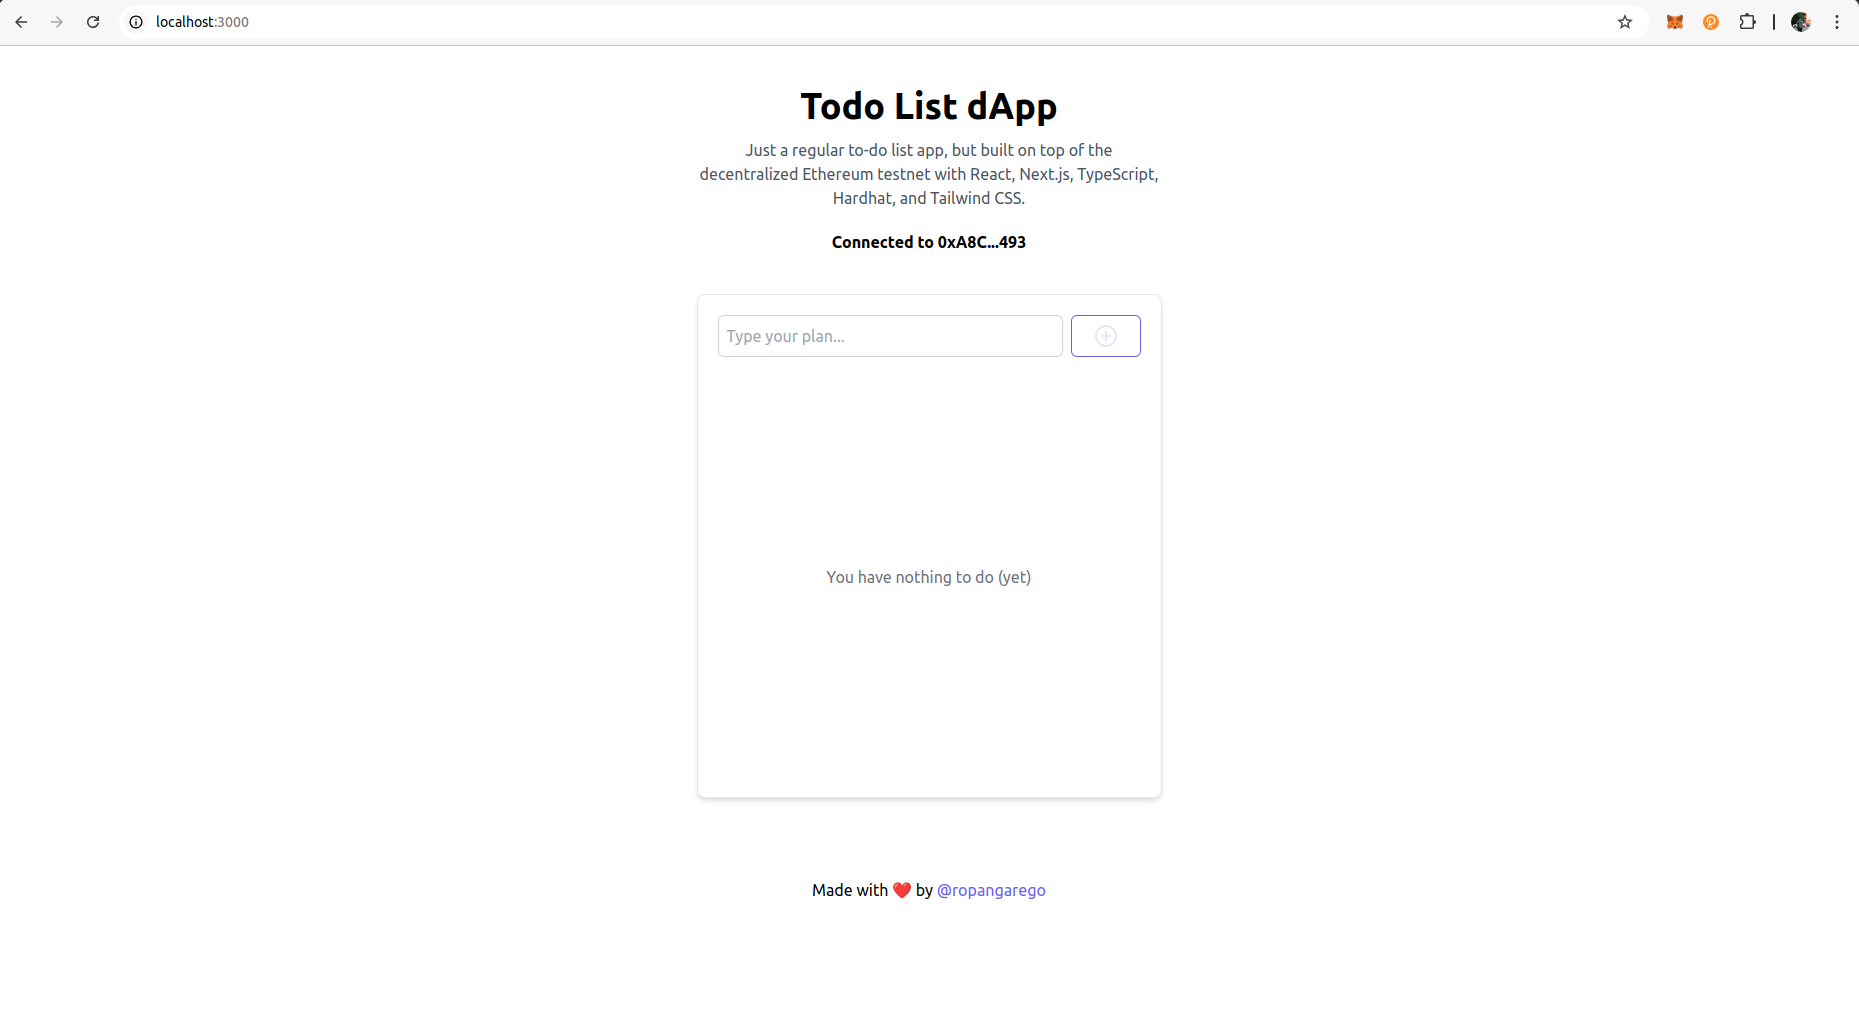 localhost:3000
Todo List dApp
Just a regular to-do list app, but built on top of the
decentralized Ethereum testnet with React, Next.js, TypeScript,
Hardhat, and Tailwind CSS.
Connected to 0xA8C...493
Type your plan...
You have nothing to do (yet)
Made with ❤️ by @ropangarego